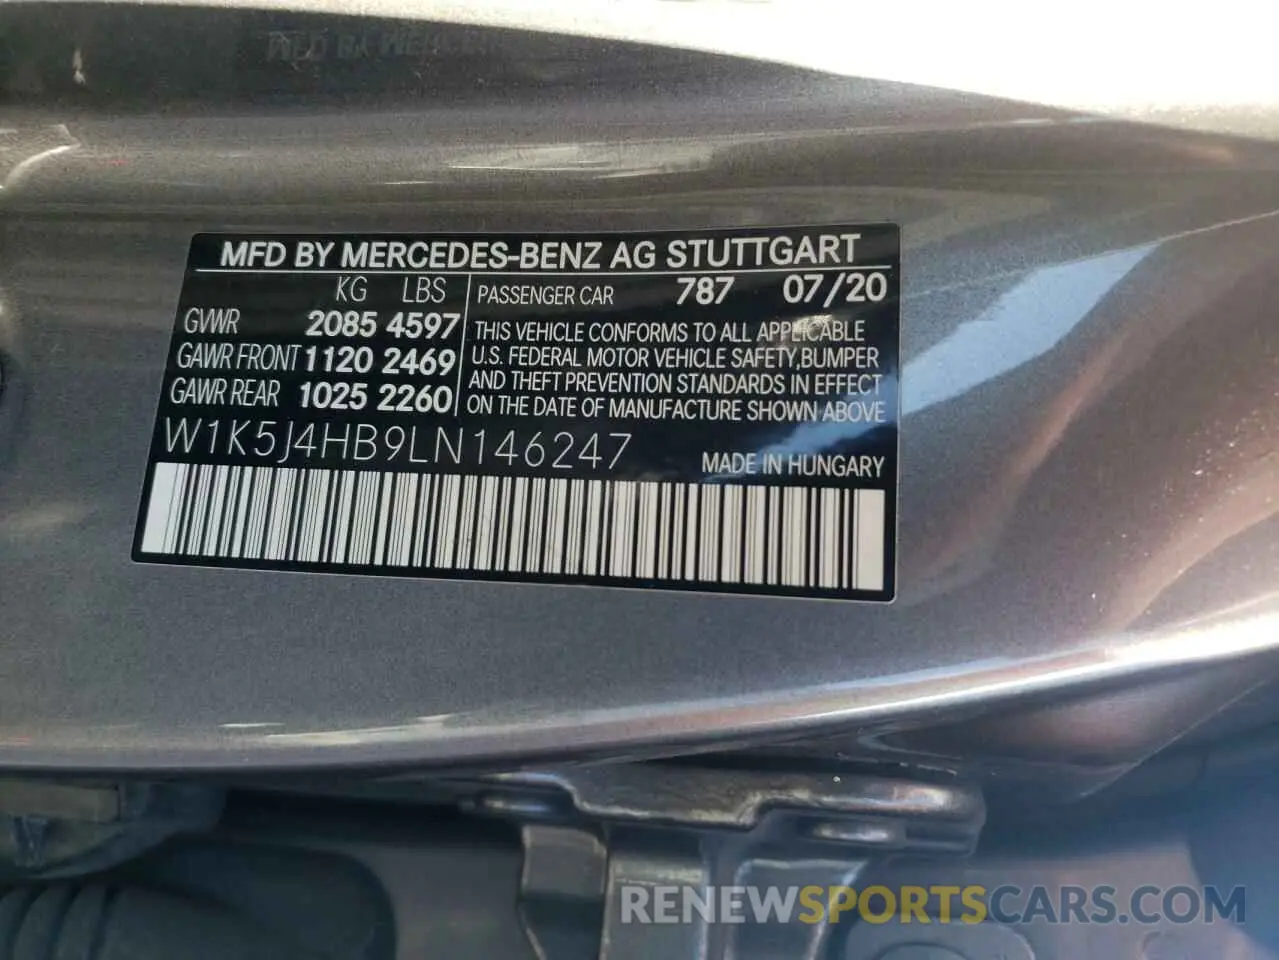 MFD BY MERCEDES-BENZ AG STUTTGART
KG LBS
GVWR 2085 4597
GAWR FRONT 1120 2469
GAWR REAR 1025 2260
PASSENGER CAR 787 07/20
THIS VEHICLE CONFORMS TO ALL APPLICABLE
U.S. FEDERAL MOTOR VEHICLE SAFETY,BUMPER
AND THEFT PREVENTION STANDARDS IN EFFECT
ON THE DATE OF MANUFACTURE SHOWN ABOVE
W1K5J4HB9LN146247
MADE IN HUNGARY
RENEWSPORTSCARS.COM